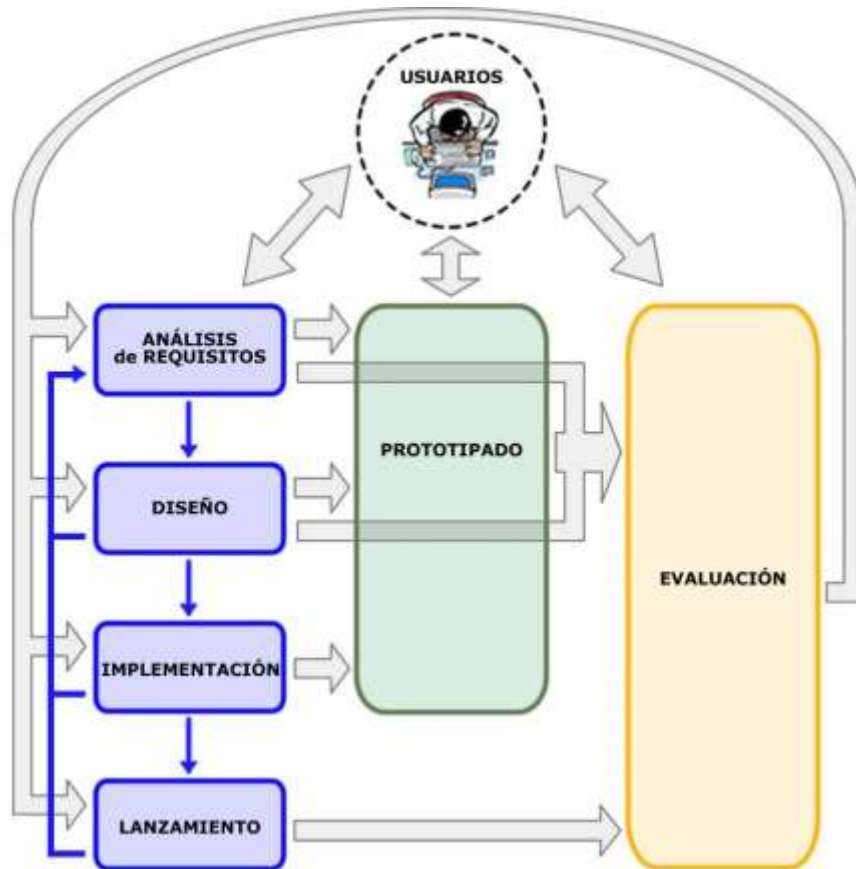 USUARIOS
ANÁLISIS
de REQUISITOS
PROTOTIPADO
DISEÑO
EVALUACIÓN
IMPLEMENTACIÓN
LANZAMIENTO